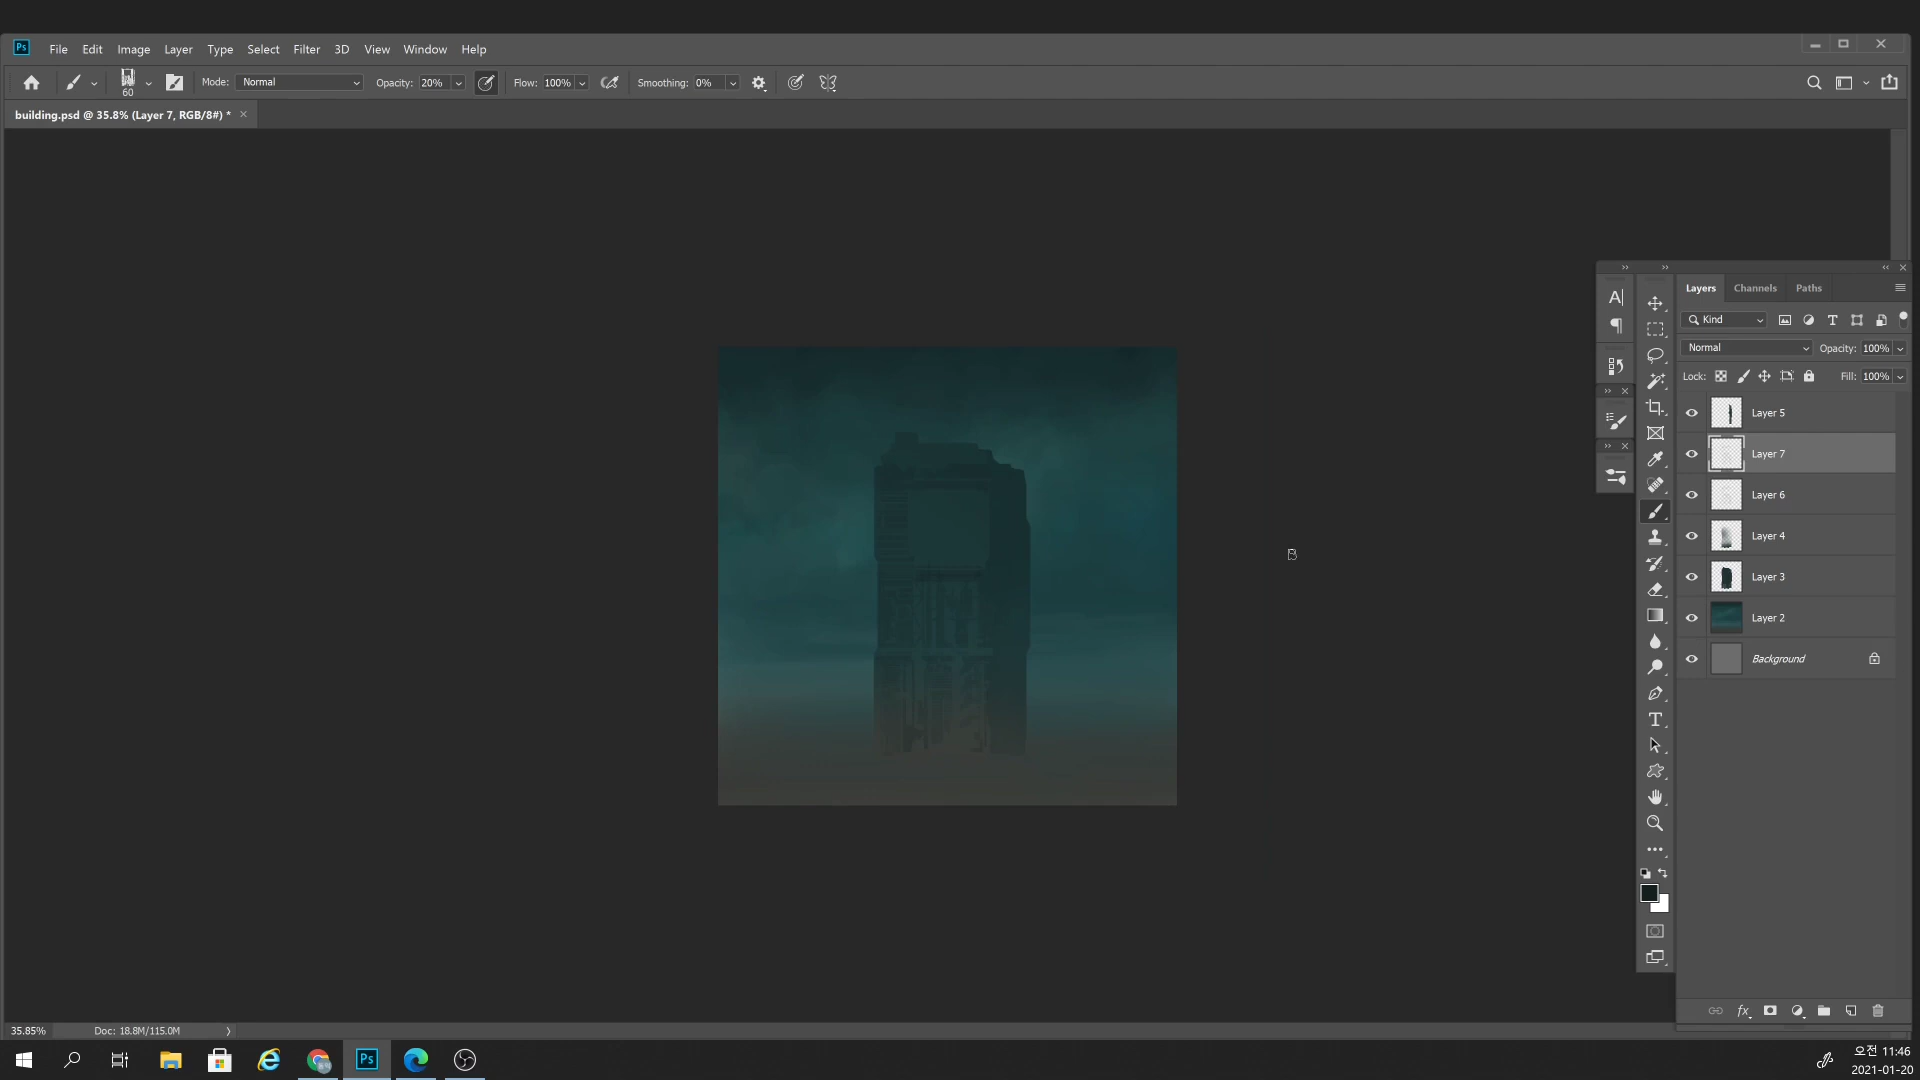 Ps File Edit Image Layer Type Select Filter 3D View Window Help
60 Mode: Normal Opacity: 20% Flow: 100% Smoothing: 0%
building.psd @ 35.8% (Layer 7, RGB/8#) * ×
Layers Channels Paths
Kind
Normal Opacity: 100%
Lock: Fill: 100%
Layer 5
Layer 7
Layer 6
Layer 4
Layer 3
Layer 2
Background
35.85% Doc: 18.8M/115.0M
Ps
오전 11:46
2021-01-20